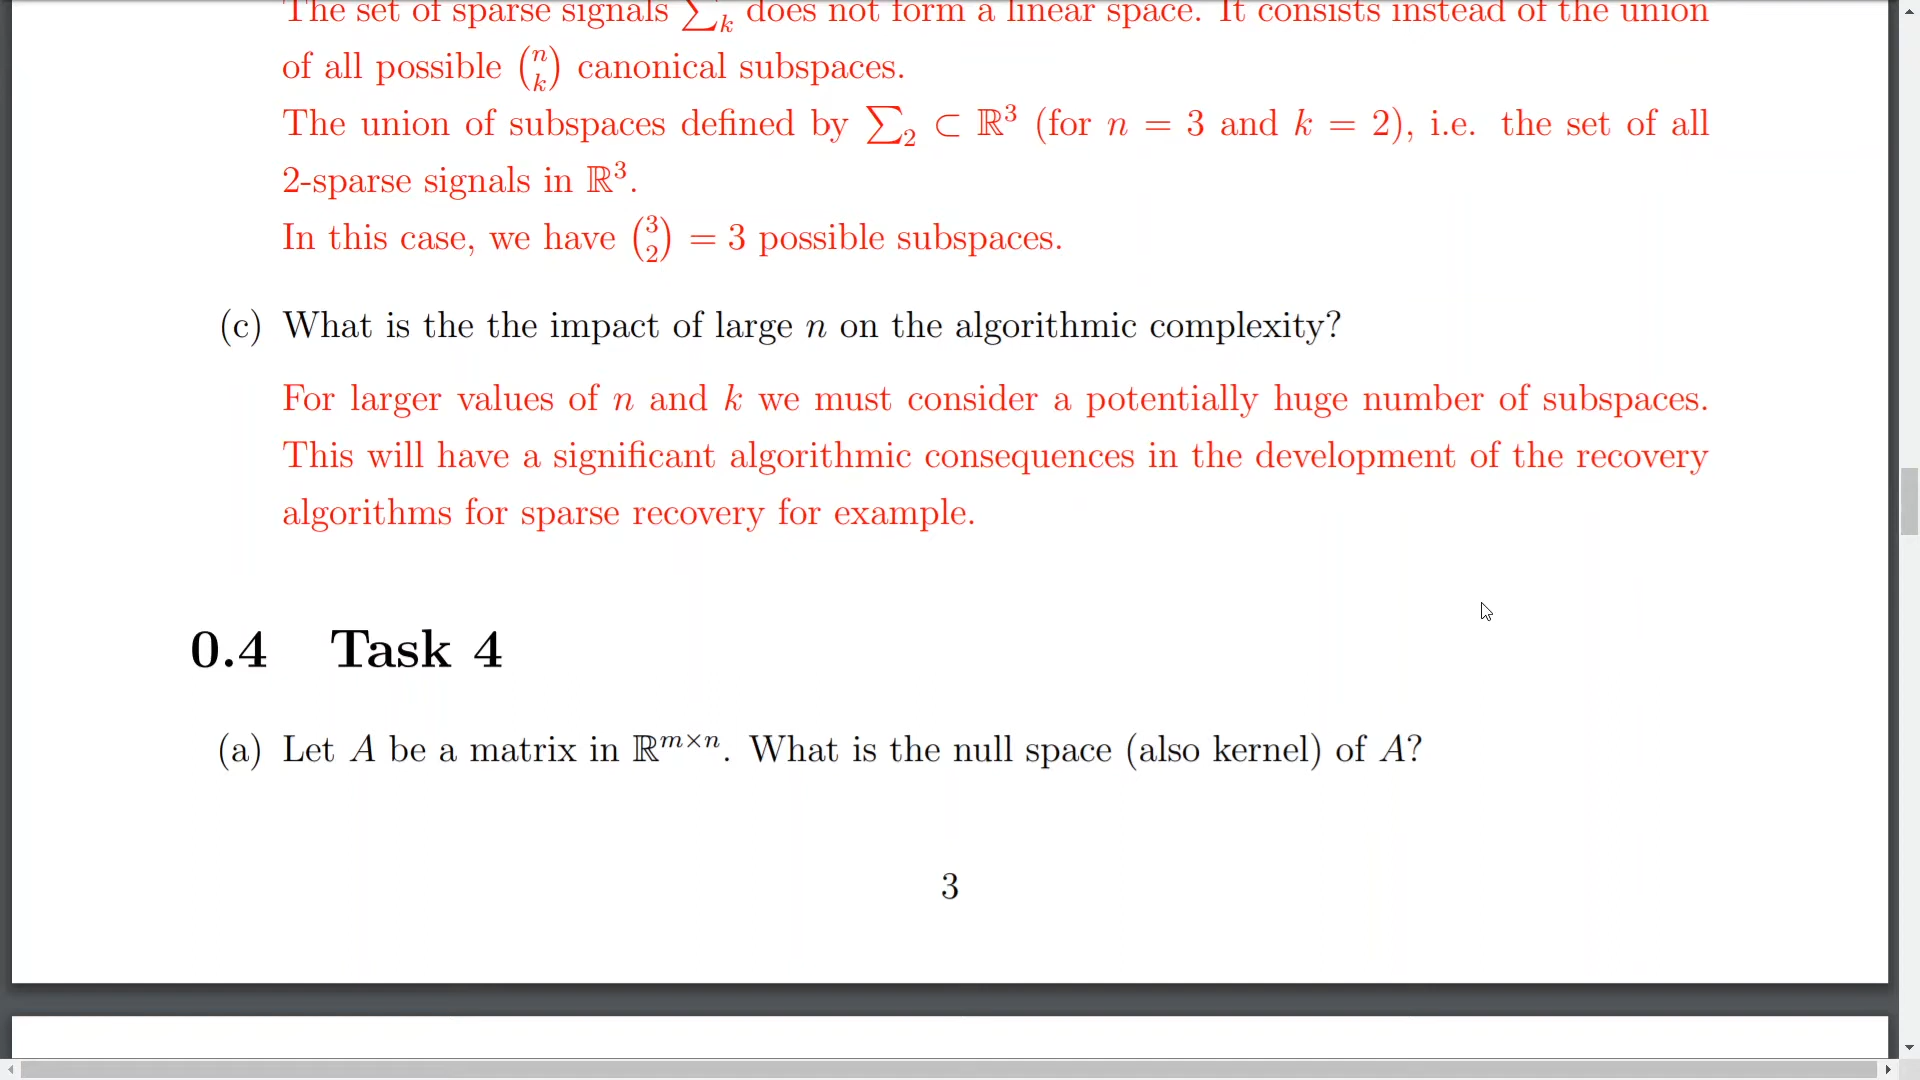 The set of sparse signals ∑ₖ does not form a linear space. It consists instead of the union
of all possible (n k) canonical subspaces.
The union of subspaces defined by ∑₂ ⊂ ℝ³ (for n = 3 and k = 2), i.e. the set of all
2-sparse signals in ℝ³.
In this case, we have (3 2) = 3 possible subspaces.
(c) What is the the impact of large n on the algorithmic complexity?
For larger values of n and k we must consider a potentially huge number of subspaces.
This will have a significant algorithmic consequences in the development of the recovery
algorithms for sparse recovery for example.
0.4 Task 4
(a) Let A be a matrix in ℝᵐˣⁿ. What is the null space (also kernel) of A?
3